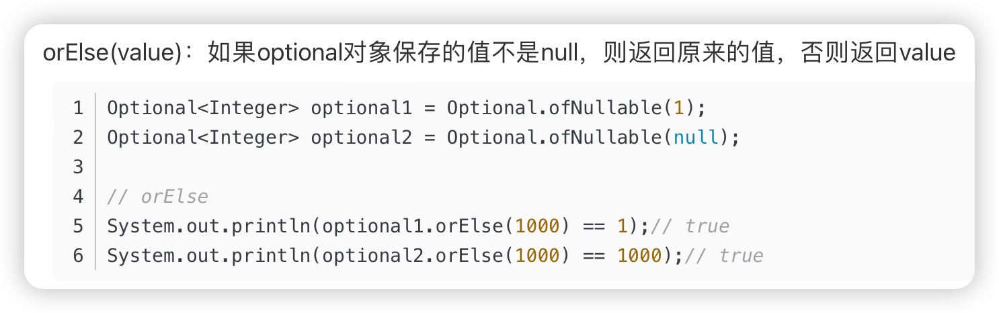 orElse(value)：如果optional对象保存的值不是null，则返回原来的值，否则返回value
1 Optional<Integer> optional1 = Optional.ofNullable(1);
2 Optional<Integer> optional2 = Optional.ofNullable(null);
3
4 // orElse
5 System.out.println(optional1.orElse(1000) == 1);// true
6 System.out.println(optional2.orElse(1000) == 1000);// true